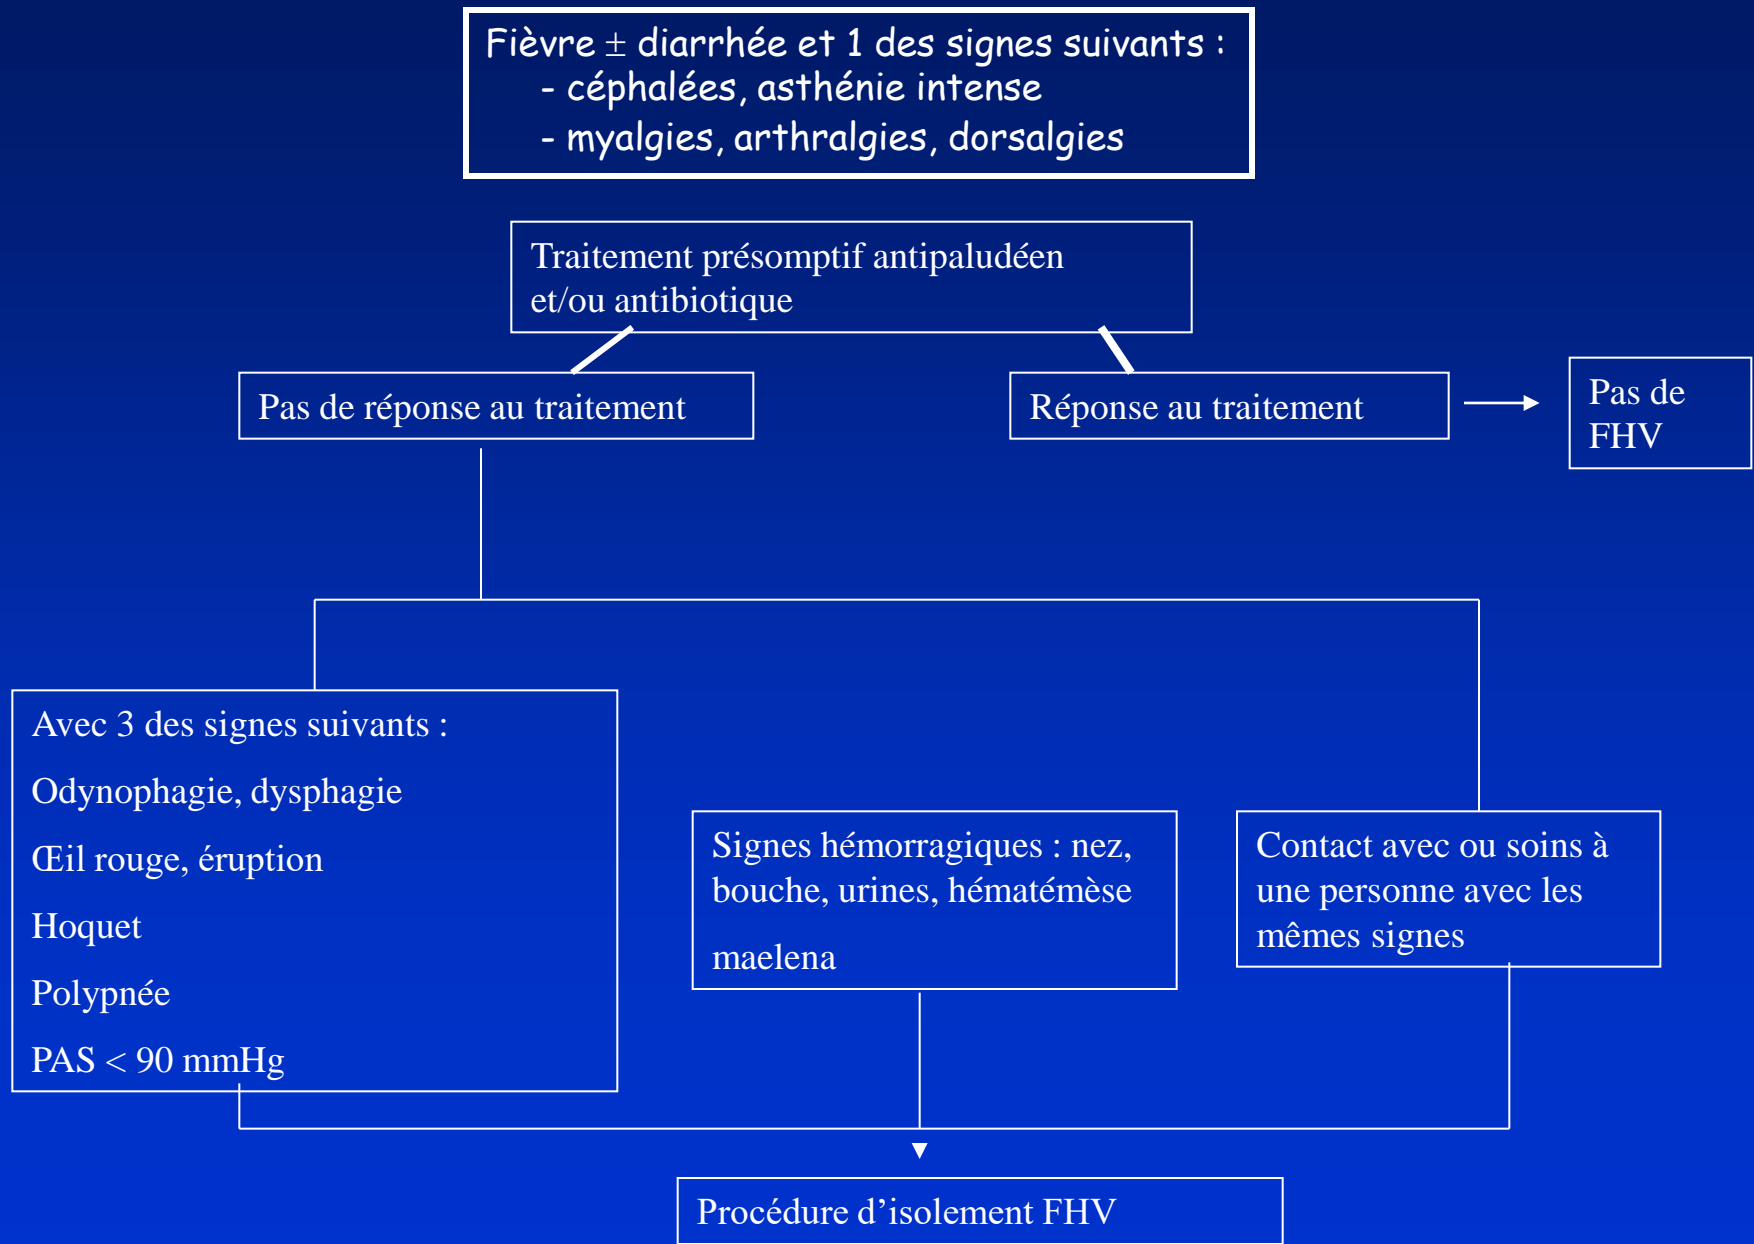 Fièvre ± diarrhée et 1 des signes suivants :
- céphalées, asthénie intense
- myalgies, arthralgies, dorsalgies
Traitement présomptif antipaludéen
et/ou antibiotique
Pas de réponse au traitement
Réponse au traitement
Pas de
FHV
Avec 3 des signes suivants :
Odynophagie, dysphagie
Œil rouge, éruption
Hoquet
Polypnée
PAS < 90 mmHg
Signes hémorragiques : nez,
bouche, urines, hématémèse
maelena
Contact avec ou soins à
une personne avec les
mêmes signes
Procédure d’isolement FHV